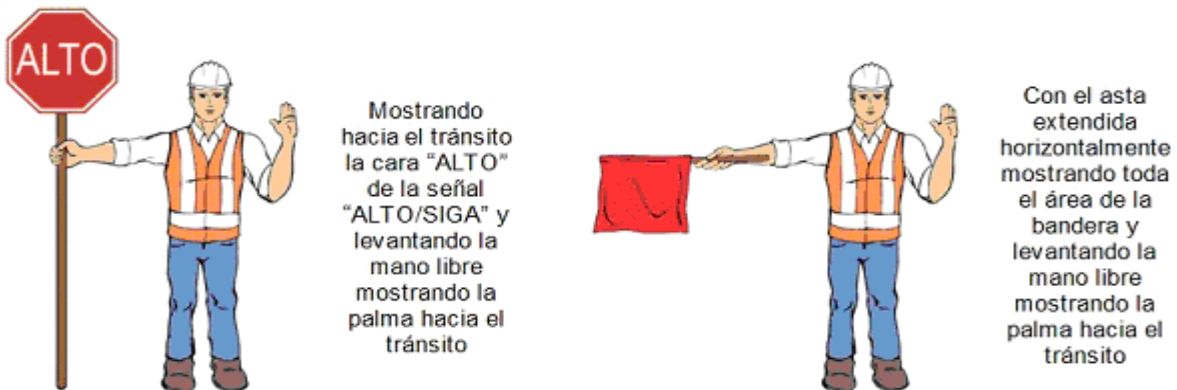 ALTO
Mostrando
hacia el tránsito
la cara “ALTO”
de la señal
“ALTO/SIGA” y
levantando la
mano libre
mostrando la
palma hacia el
tránsito
Con el asta
extendida
horizontalmente
mostrando toda
el área de la
bandera y
levantando la
mano libre
mostrando la
palma hacia el
tránsito